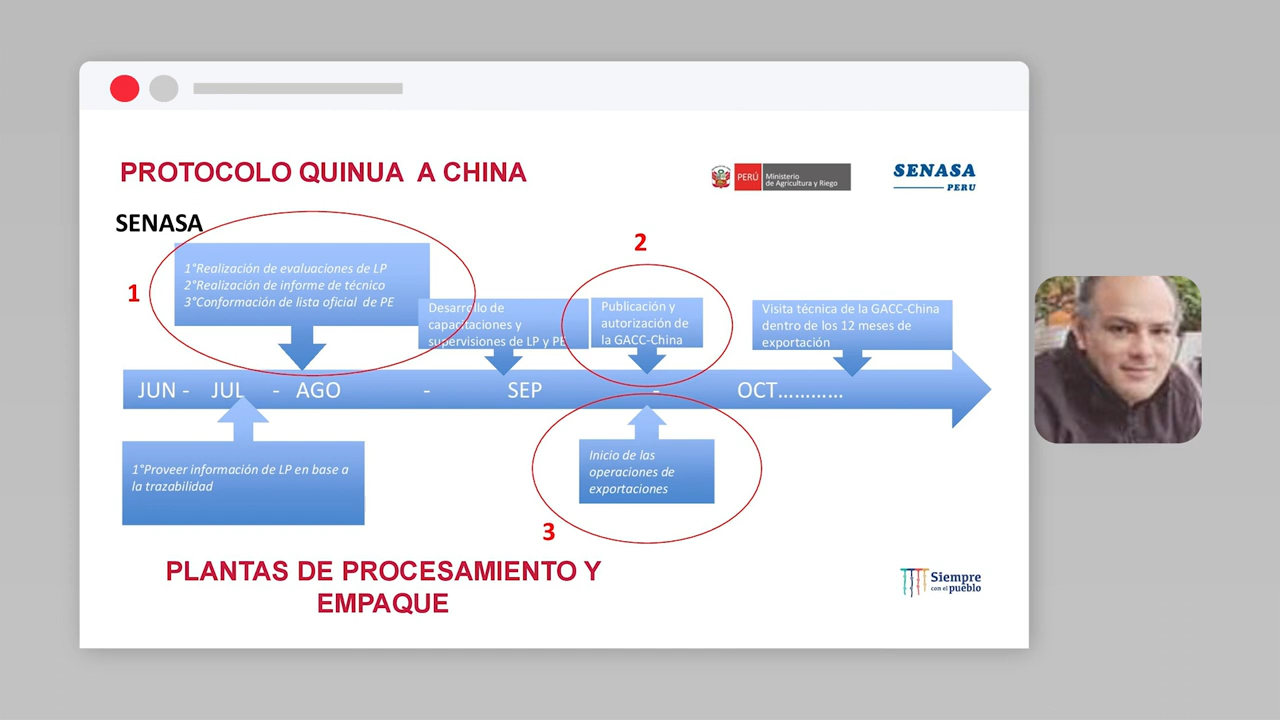 PROTOCOLO QUINUA A CHINA
PERÚ
Ministerio
de Agricultura y Riego
SENASA
PERU
SENASA
1
1°Realización de evaluaciones de LP
2°Realización de informe de técnico
3°Conformación de lista oficial de PE
Desarrollo de
capacitaciones y
supervisiones de LP y PE
2
Publicación y
autorización de
la GACC-China
Visita técnica de la GACC-China
dentro de los 12 meses de
exportación
JUN - JUL - AGO - SEP - OCT…………
1°Proveer información de LP en base a
la trazabilidad
Inicio de las
operaciones de
exportaciones
3
PLANTAS DE PROCESAMIENTO Y
EMPAQUE
Siempre
con el pueblo